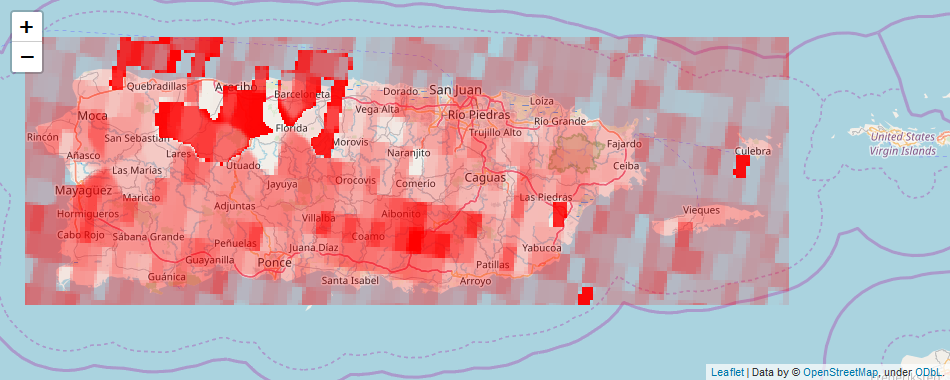 +
−
Quebradillas
Arecibo
Barceloneta
Dorado
San Juan
Loíza
Moca
Vega Alta
Río Piedras
Río Grande
Rincón
San Sebastián
Florida
Morovis
Trujillo Alto
Fajardo
Culebra
United States
Virgin Islands
Añasco
Lares
Utuado
Naranjito
Ceiba
Las Marías
Jayuya
Orocovis
Comerío
Caguas
Mayagüez
Maricao
Las Piedras
Hormigueros
Adjuntas
Villalba
Aibonito
Vieques
Cabo Rojo
Sábana Grande
Peñuelas
Juana Díaz
Coamo
Yabucoa
Guayanilla
Ponce
Patillas
Guánica
Santa Isabel
Arroyo
Leaflet | Data by © OpenStreetMap, under ODbL.